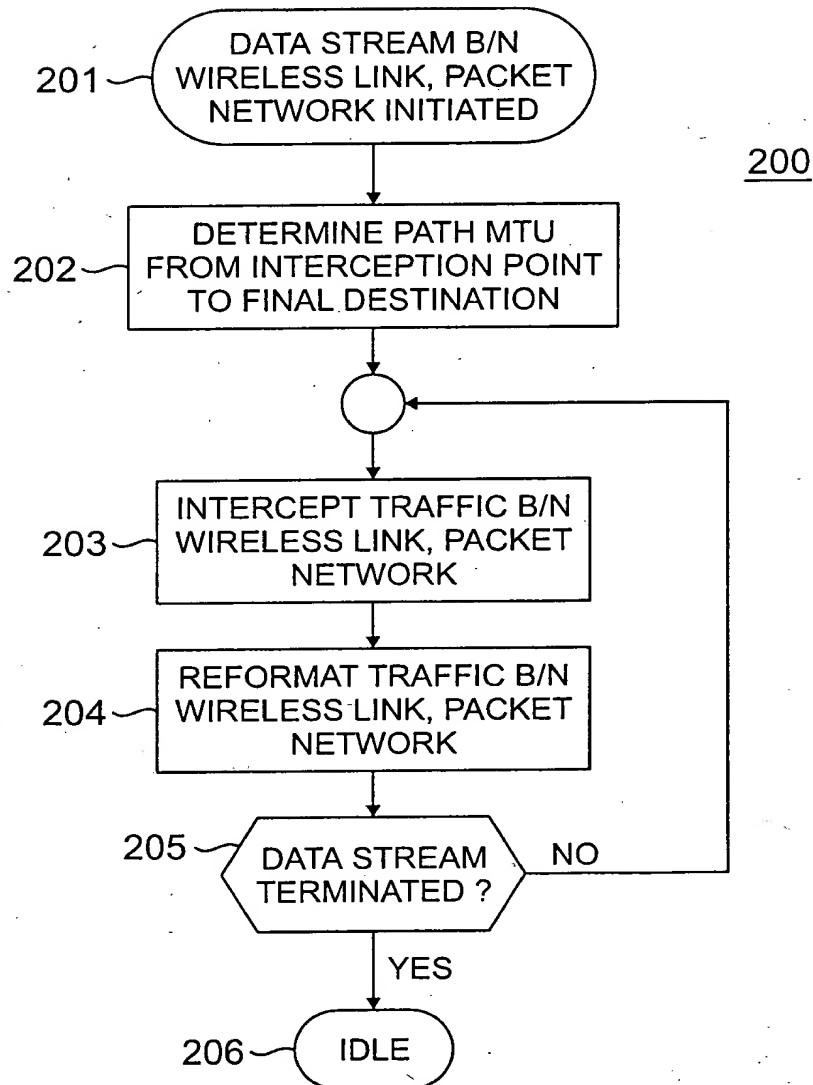 DATA STREAM B/N
WIRELESS LINK, PACKET
NETWORK INITIATED
201
200
DETERMINE PATH MTU
FROM INTERCEPTION POINT
TO FINAL DESTINATION
202
INTERCEPT TRAFFIC B/N
WIRELESS LINK, PACKET
NETWORK
203
REFORMAT TRAFFIC B/N
WIRELESS LINK, PACKET
NETWORK
204
205
DATA STREAM
TERMINATED ?
NO
YES
206
IDLE